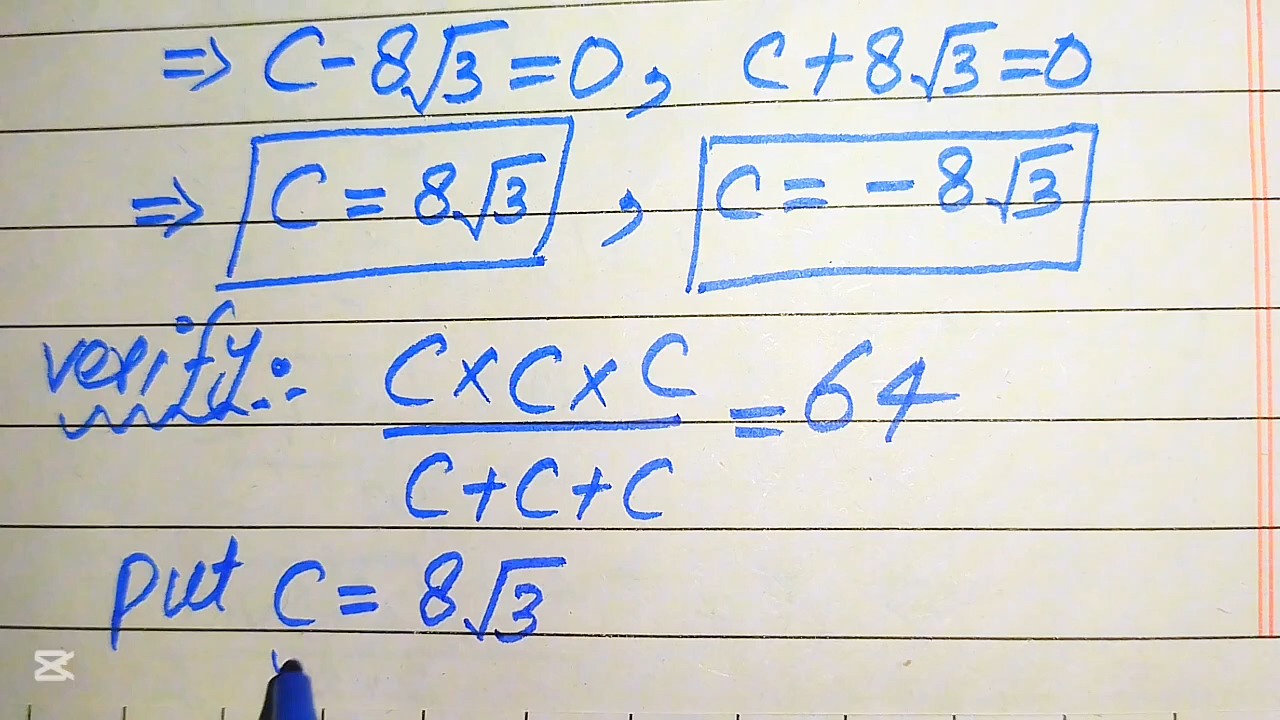 ⇒ C-8√3=0, C+8√3=0
⇒ C=8√3, C=-8√3
verify:- C×C×C
/ C+C+C =64
put C=8√3